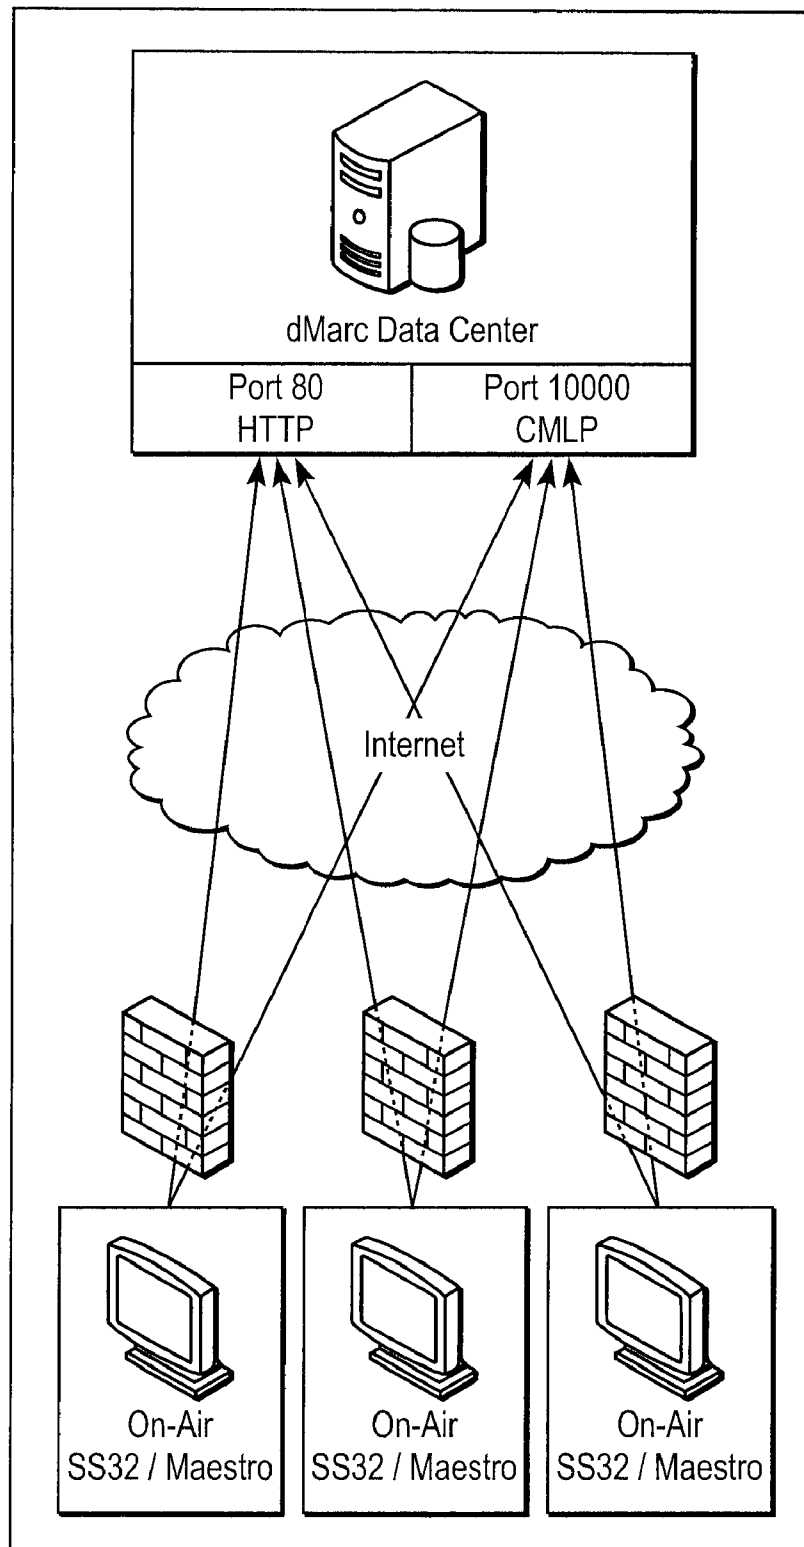 dMarc Data Center
Port 80
HTTP
Port 10000
CMLP
Internet
On-Air
SS32 / Maestro
On-Air
SS32 / Maestro
On-Air
SS32 / Maestro